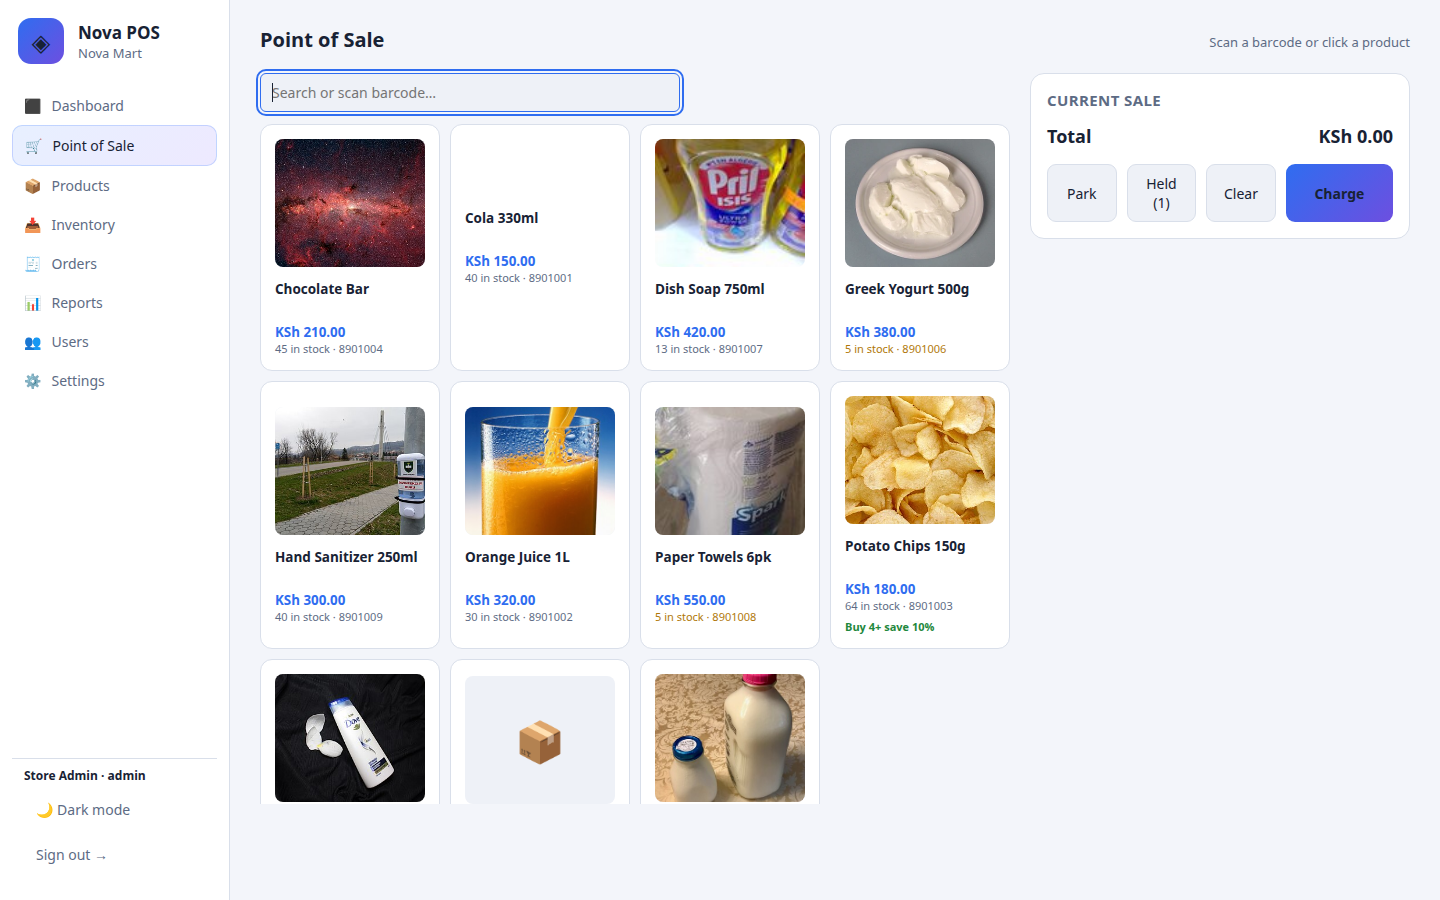 Nova POS
Nova Mart
Dashboard
Point of Sale
Products
Inventory
Orders
Reports
Users
Settings
Store Admin · admin
Dark mode
Sign out →
Point of Sale
Scan a barcode or click a product
Search or scan barcode...
Chocolate Bar
KSh 210.00
45 in stock · 8901004
Cola 330ml
KSh 150.00
40 in stock · 8901001
Pril
ISIS
Dish Soap 750ml
KSh 420.00
13 in stock · 8901007
Greek Yogurt 500g
KSh 380.00
5 in stock · 8901006
Hand Sanitizer 250ml
KSh 300.00
40 in stock · 8901009
Orange Juice 1L
KSh 320.00
30 in stock · 8901002
Paper Towels 6pk
KSh 550.00
5 in stock · 8901008
Potato Chips 150g
KSh 180.00
64 in stock · 8901003
Buy 4+ save 10%
Dove
CURRENT SALE
Total
KSh 0.00
Park
Held
(1)
Clear
Charge